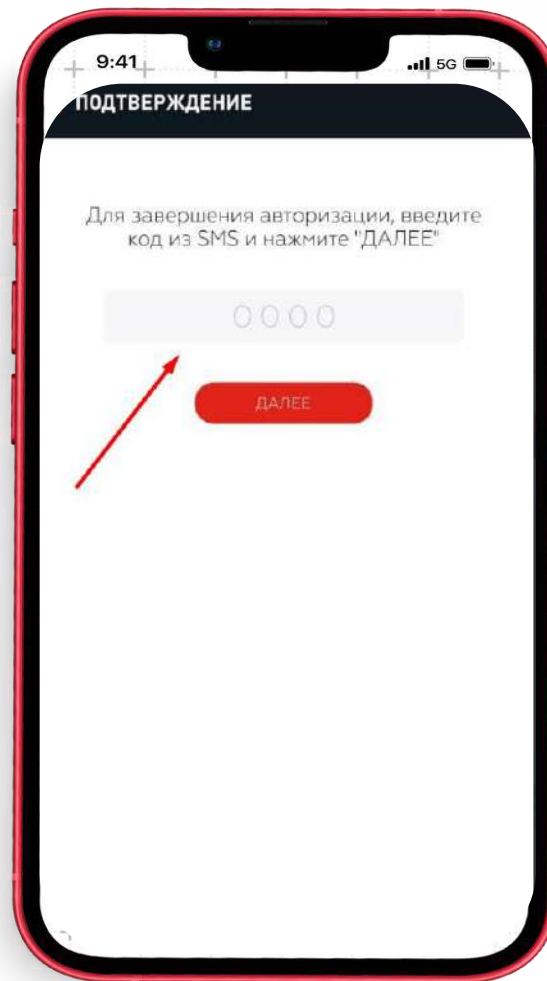 9:41
5G
ПОДТВЕРЖДЕНИЕ
Для завершения авторизации, введите
код из SMS и нажмите "ДАЛЕЕ"
0000
ДАЛЕЕ